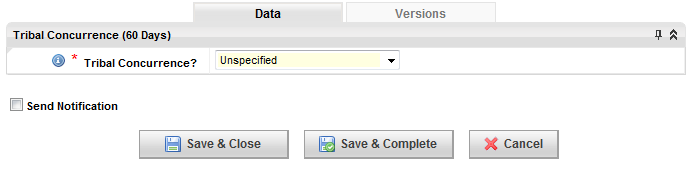 Data Versions
Tribal Concurrence (60 Days)
* Tribal Concurrence? Unspecified
Send Notification
Save & Close Save & Complete Cancel